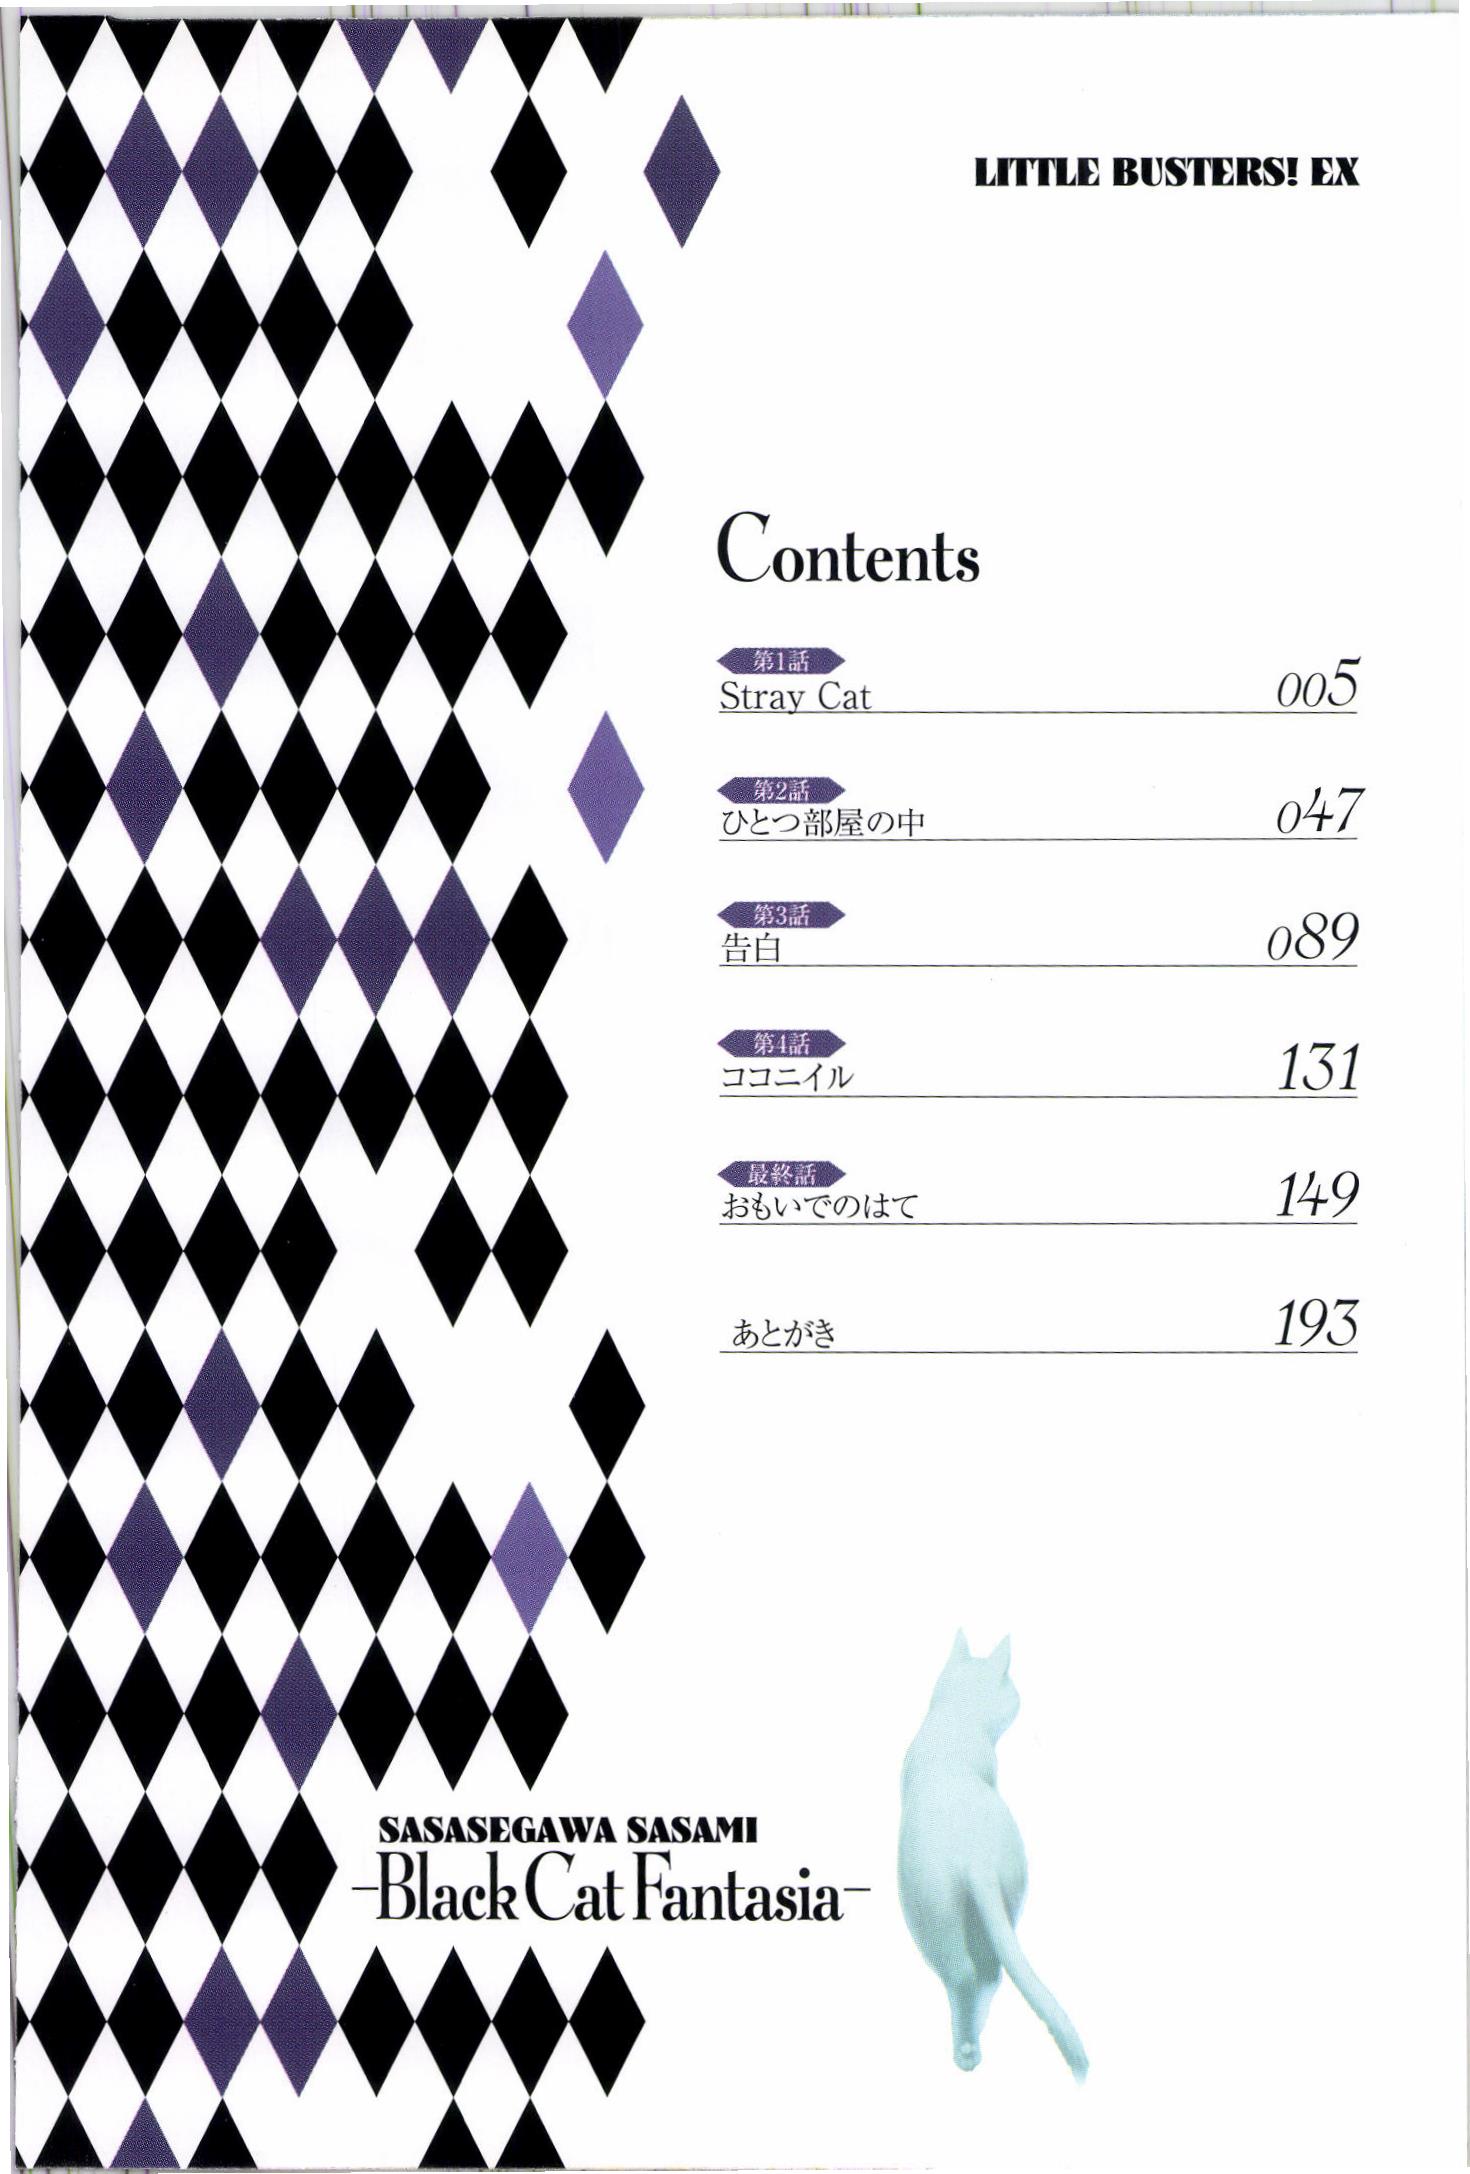 LITTLE BUSTERS! EX
Contents
第1話
Stray Cat 005
第2話
ひとつ部屋の中 047
第3話
告白 089
第4話
ココニイル 131
最終話
おもいでのはて 149
あとがき 193
SASASEGAWA SASAMI
-Black Cat Fantasia-